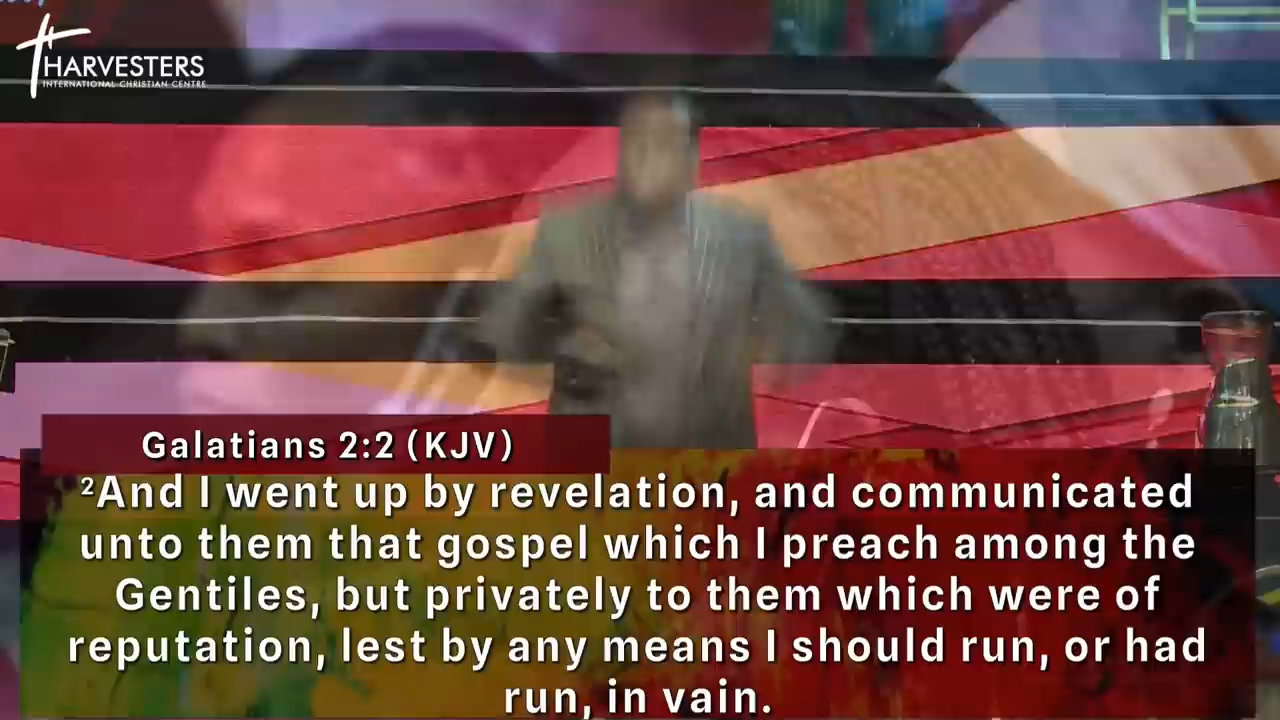 HARVESTERS
INTERNATIONAL CHRISTIAN CENTRE
Galatians 2:2 (KJV)
²And I went up by revelation, and communicated
unto them that gospel which I preach among the
Gentiles, but privately to them which were of
reputation, lest by any means I should run, or had
run, in vain.